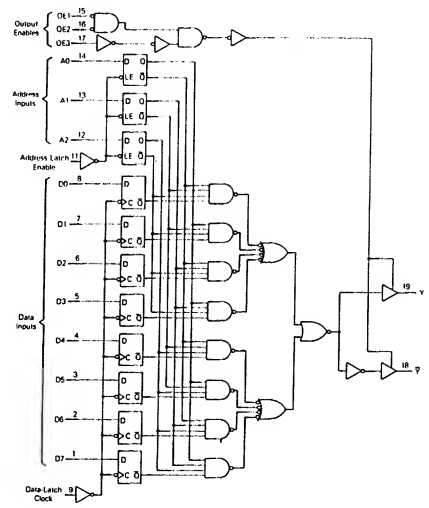 Output Enables
OE1 15
OE2 16
OE3 17
Address Inputs
A0 14 D Q
LE Q̄
A1 13 D Q
LE Q̄
A2 12 D Q
LE Q̄
Address Latch Enable 11
Data Inputs
D0 8 D
C Q̄
D1 7 D
C Q̄
D2 6 D
C Q̄
D3 5 D
C Q̄
D4 4 D
C Q̄
D5 3 D
C Q̄
D6 2 D
C Q̄
D7 1 D
C Q̄
Data-Latch Clock 9
19 Y
18 Ȳ